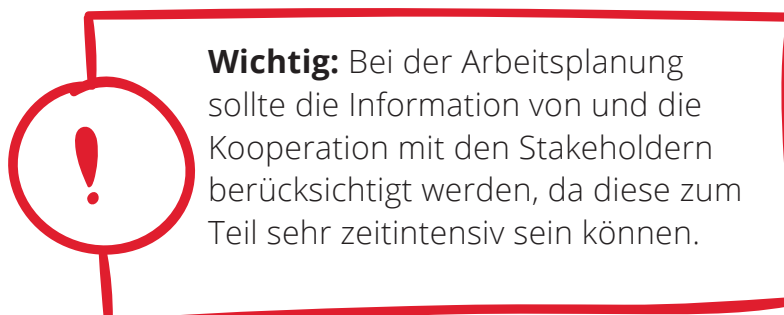 Wichtig: Bei der Arbeitsplanung
sollte die Information von und die
Kooperation mit den Stakeholdern
berücksichtigt werden, da diese zum
Teil sehr zeitintensiv sein können.